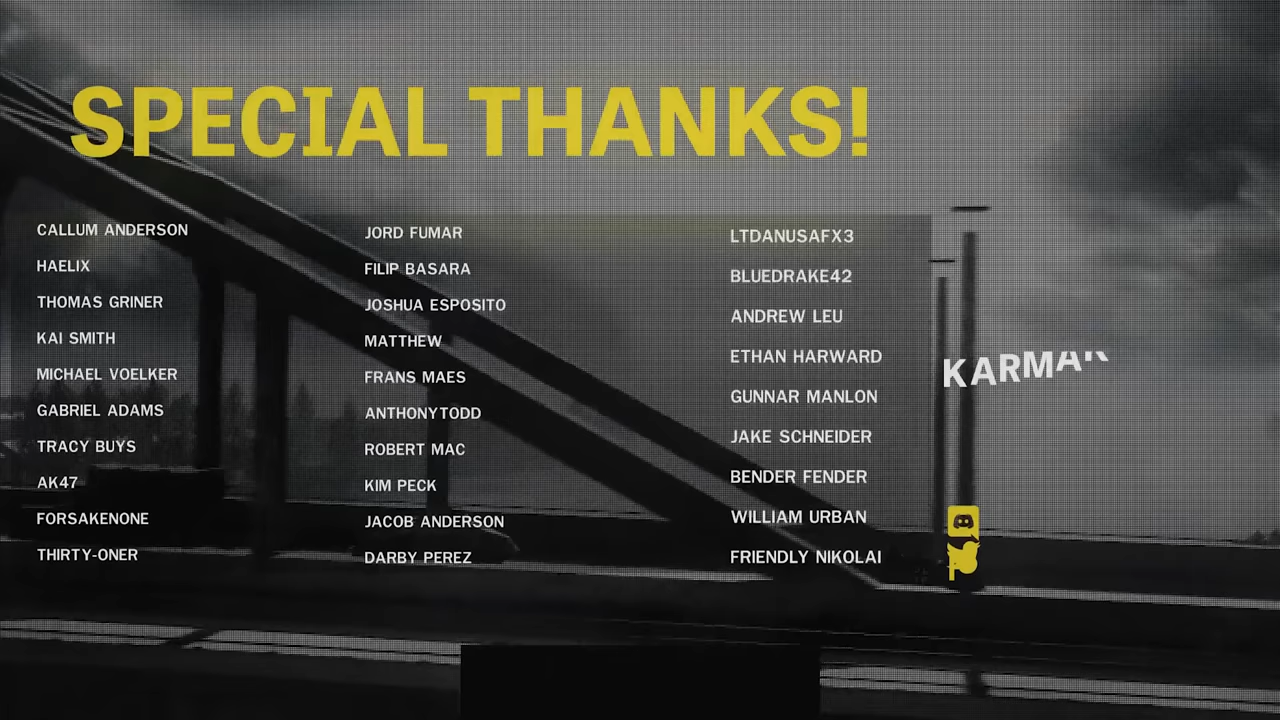 SPECIAL THANKS!
CALLUM ANDERSON
HAELIX
THOMAS GRINER
KAI SMITH
MICHAEL VOELKER
GABRIEL ADAMS
TRACY BUYS
AK47
FORSAKENONE
THIRTY-ONER
JORD FUMAR
FILIP BASARA
JOSHUA ESPOSITO
MATTHEW
FRANS MAES
ANTHONY TODD
ROBERT MAC
KIM PECK
JACOB ANDERSON
DARBY PEREZ
LTDANUSAFX3
BLUEDRAKE42
ANDREW LEU
ETHAN HARWARD
GUNNAR MANLON
JAKE SCHNEIDER
BENDER FENDER
WILLIAM URBAN
FRIENDLY NIKOLAI